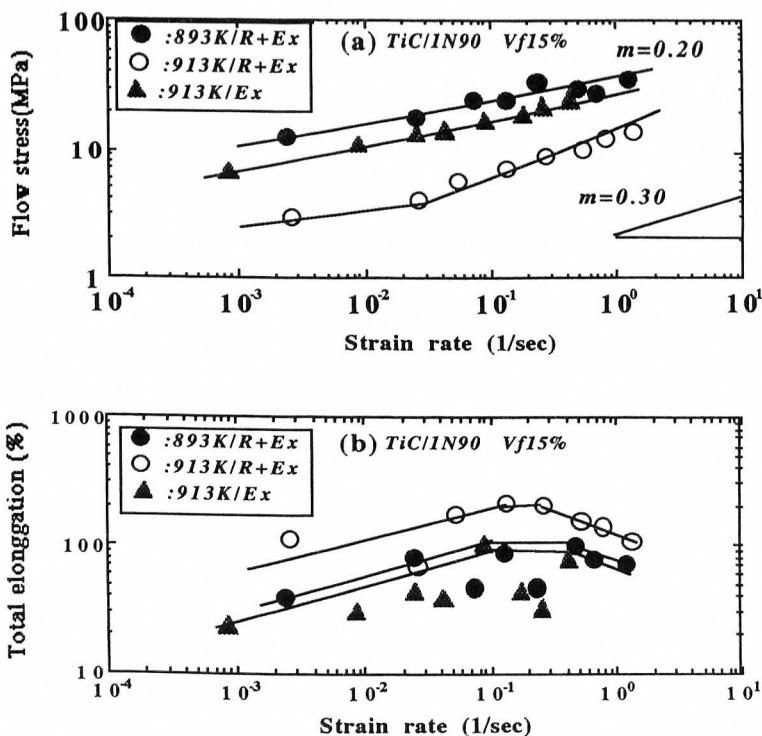 100
:893K/R+Ex
:913K/R+Ex
:913K/Ex
(a) TiC/1N90 Vf15%
m=0.20
10
m=0.30
1
Flow stress(MPa)
10-4 10-3 10-2 10-1 100 101
Strain rate (1/sec)
1000
:893K/R+Ex
:913K/R+Ex
:913K/Ex
(b) TiC/1N90 Vf15%
100
10
Total elonggation (%)
10-4 10-3 10-2 10-1 100 101
Strain rate (1/sec)